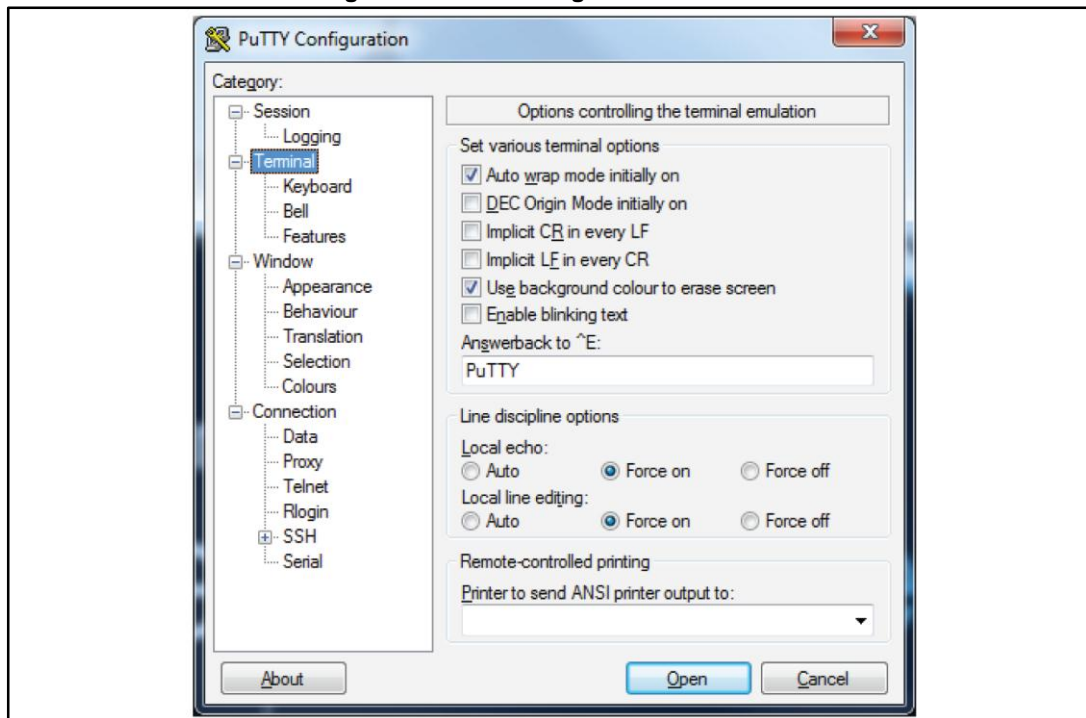 PuTTY Configuration
Category:
Session
Logging
Terminal
Keyboard
Bell
Features
Window
Appearance
Behaviour
Translation
Selection
Colours
Connection
Data
Proxy
Telnet
Rlogin
SSH
Serial
Options controlling the terminal emulation
Set various terminal options
Auto wrap mode initially on
DEC Origin Mode initially on
Implicit CR in every LF
Implicit LF in every CR
Use background colour to erase screen
Enable blinking text
Answerback to ^E:
PuTTY
Line discipline options
Local echo:
Auto Force on Force off
Local line editing:
Auto Force on Force off
Remote-controlled printing
Printer to send ANSI printer output to:
About Open Cancel